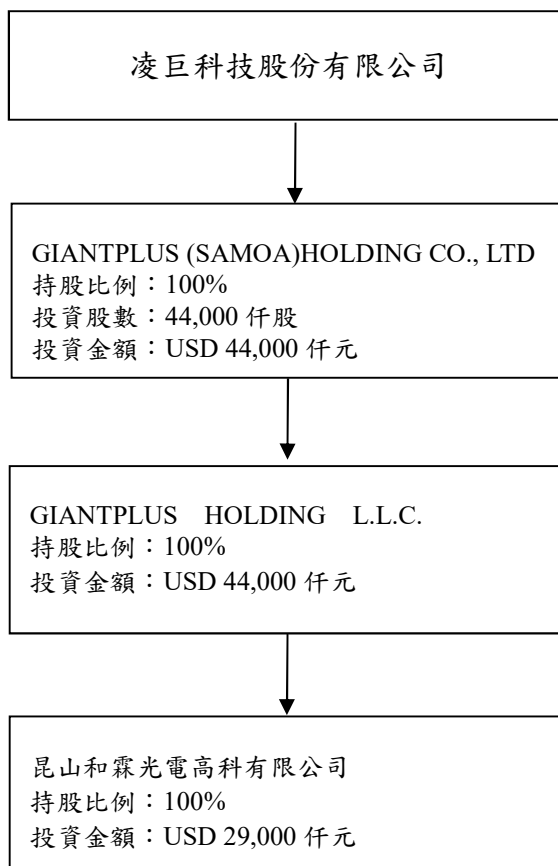 凌巨科技股份有限公司
GIANTPLUS (SAMOA)HOLDING CO., LTD
持股比例：100%
投資股數：44,000 仟股
投資金額：USD 44,000 仟元
GIANTPLUS HOLDING L.L.C.
持股比例：100%
投資金額：USD 44,000 仟元
昆山和霖光電高科有限公司
持股比例：100%
投資金額：USD 29,000 仟元